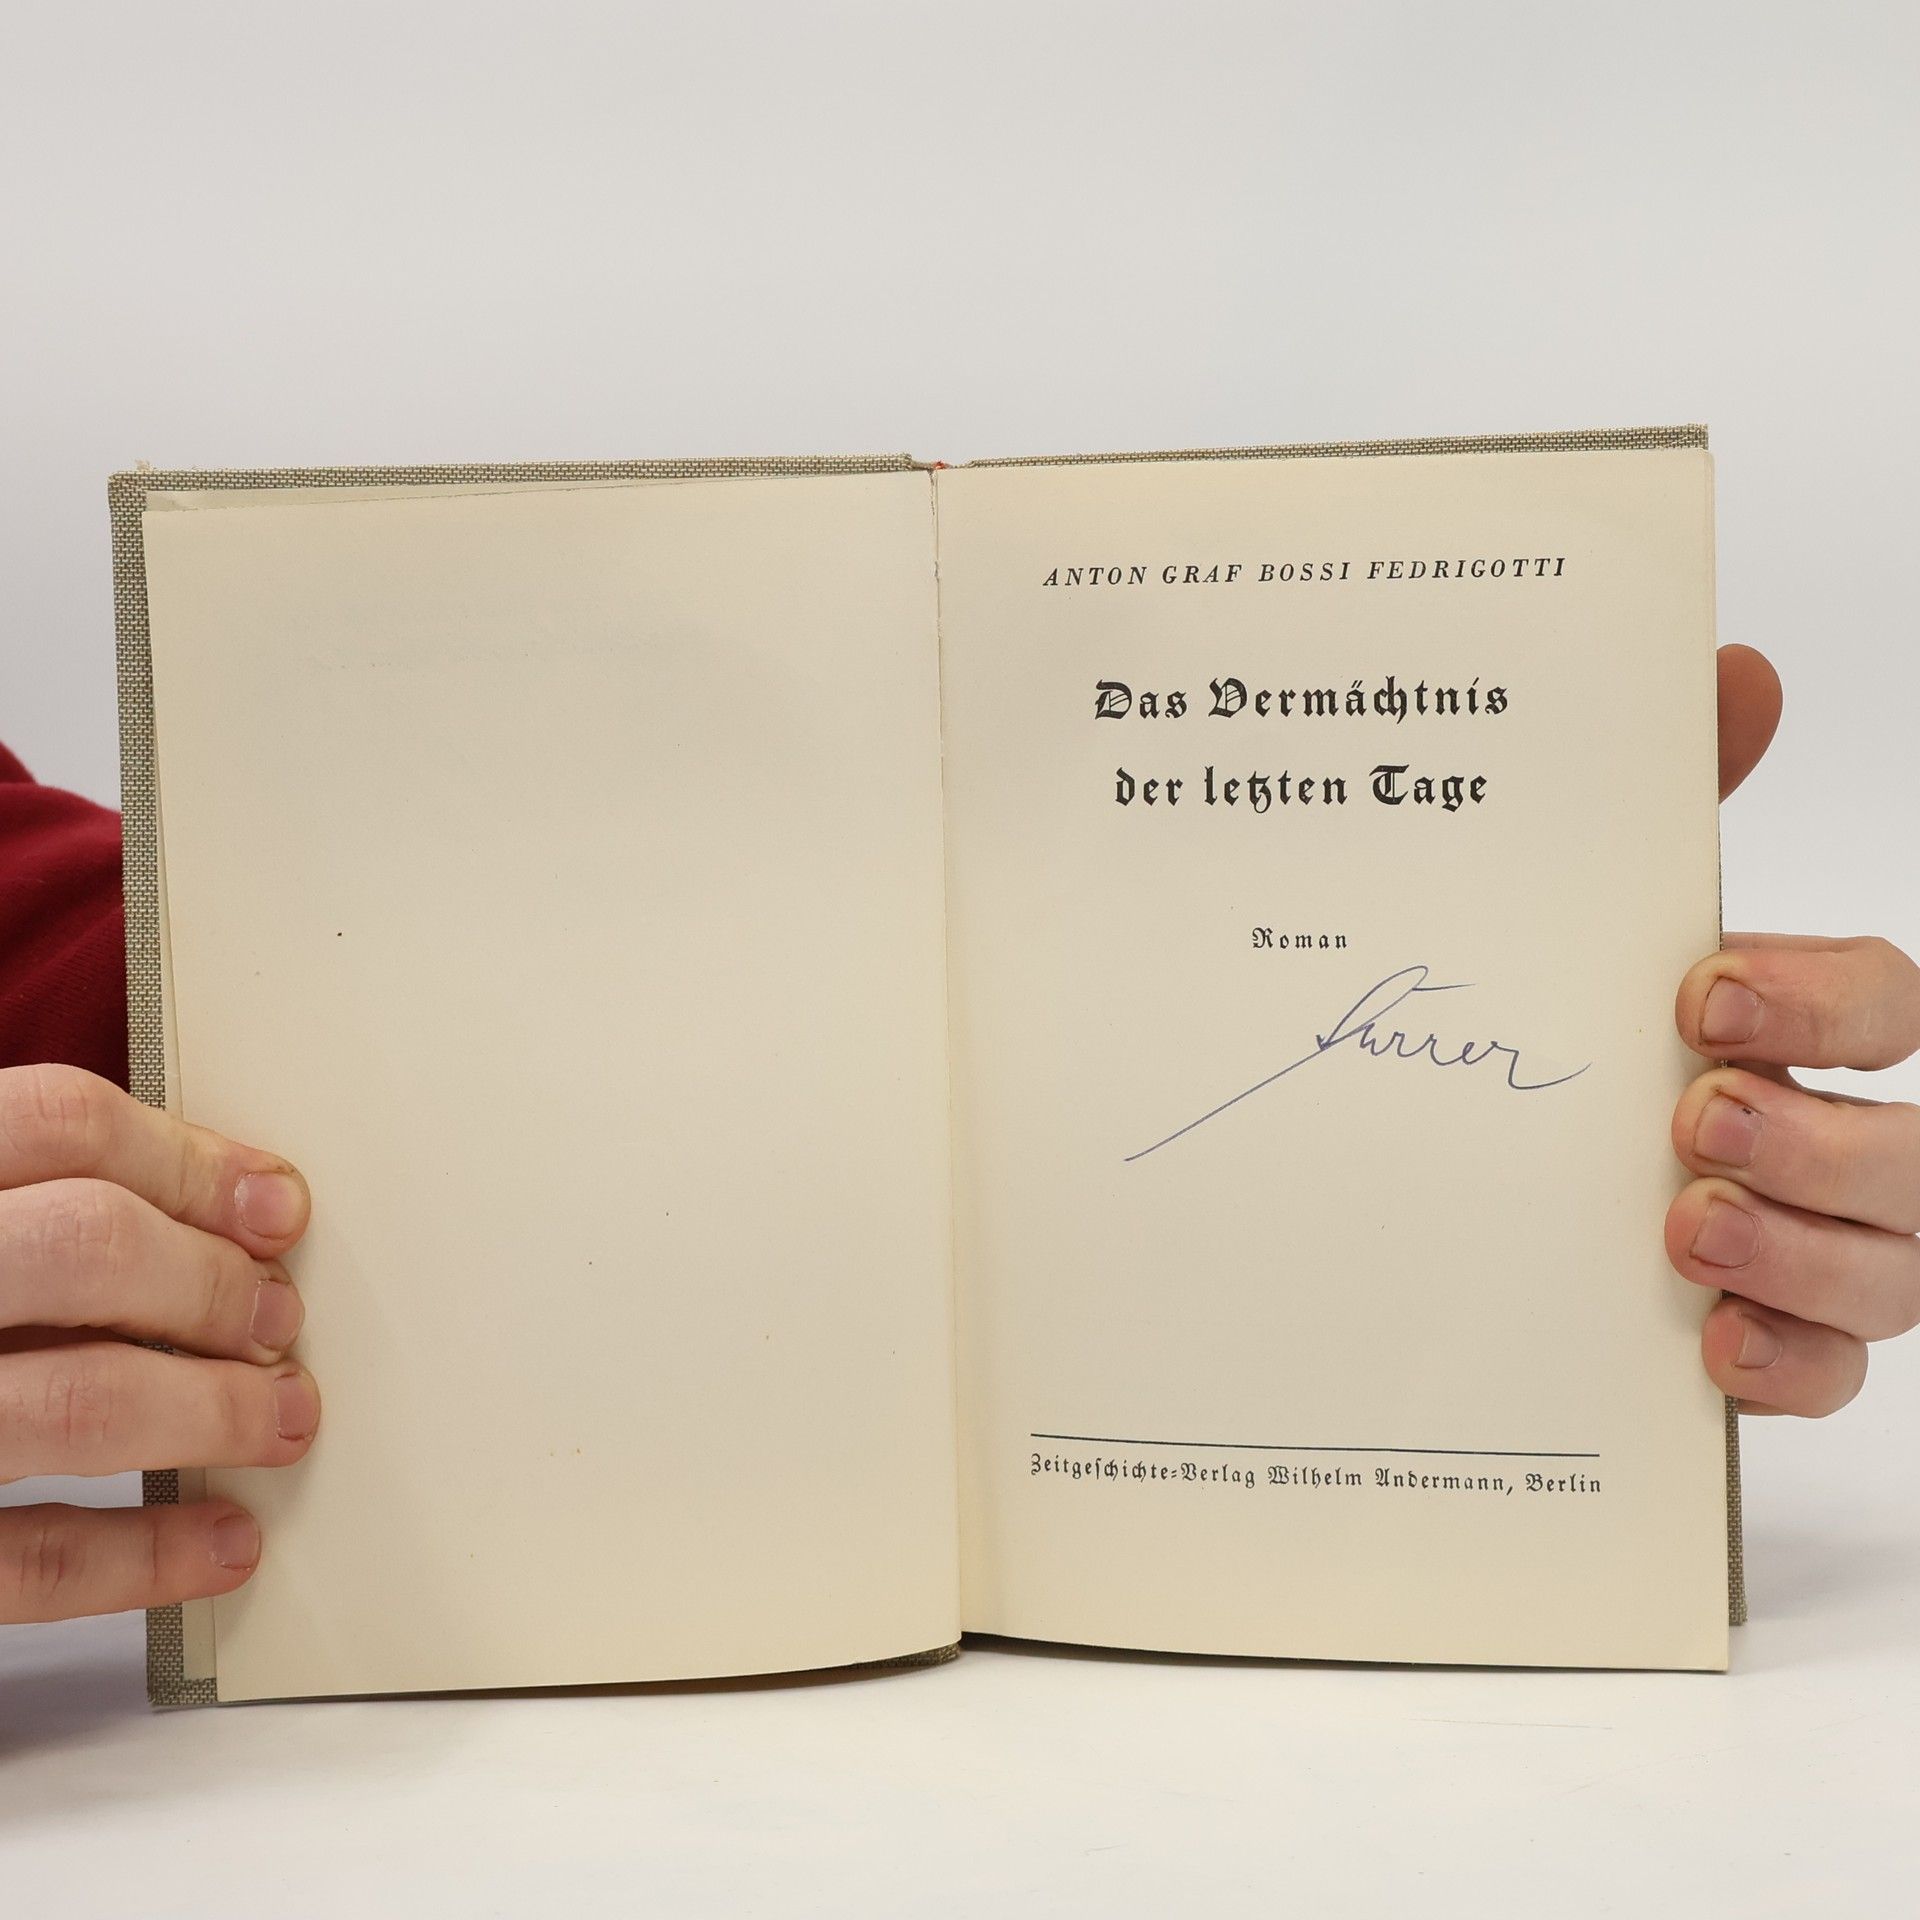 ANTON GRAF BOSSI FEDRIGOTTI
Das Vermächtnis
der letzten Tage
Roman
Zeitgeschichte-Verlag Wilhelm Andermann, Berlin